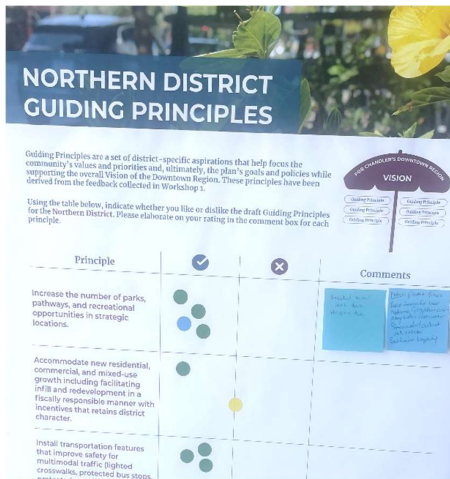 NORTHERN DISTRICT
GUIDING PRINCIPLES
Guiding Principles are a set of district-specific aspirations that help focus the
community's values and priorities and, ultimately, the plan's goals and policies while
supporting the overall Vision of the Downtown Region. These principles have been
derived from the feedback collected in Workshop 1.
Using the table below, indicate whether you like or dislike the draft Guiding Principles
for the Northern District. Please elaborate on your rating in the comment box for each
principle.
FOR CHANDLER'S DOWNTOWN REGION
VISION
Guiding Principle Guiding Principle
Guiding Principle Guiding Principle
Guiding Principle Guiding Principle
Principle
Comments
Increase the number of parks,
pathways, and recreational
opportunities in strategic
locations.
Accommodate new residential,
commercial, and mixed-use
growth including facilitating
infill and redevelopment in a
fiscally responsible manner with
incentives that retains district
character.
Install transportation features
that improve safety for
multimodal traffic (lighted
crosswalks, protected bus stops,